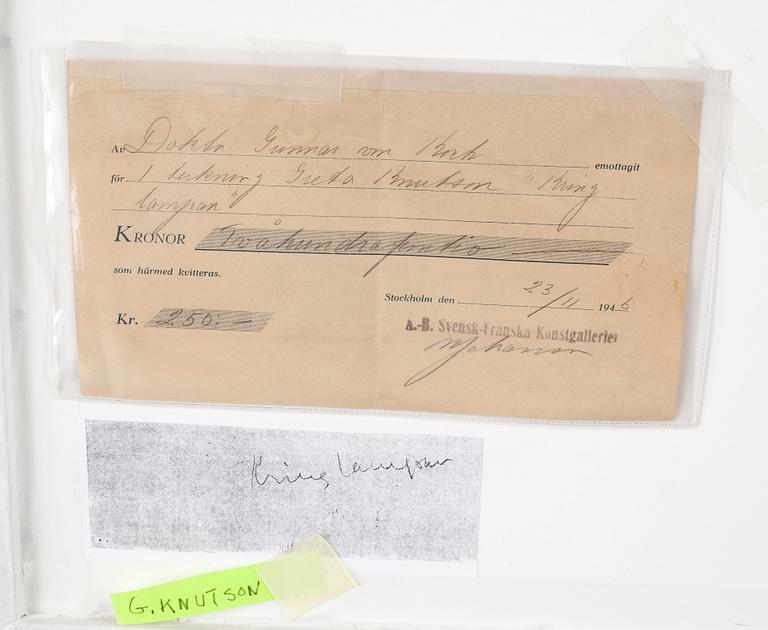 Av Doktor Gunnar von Koch emottagit
för 1 teckning Greta Knutson "Kring
lampan"
KRONOR Tvåhundrafemtio
som härmed kvitteras.
Stockholm den 23/11 1946
Kr. 250:-
A.-B. Svensk-Franska Konstgalleriet
Kring lampan
G. KNUTSON